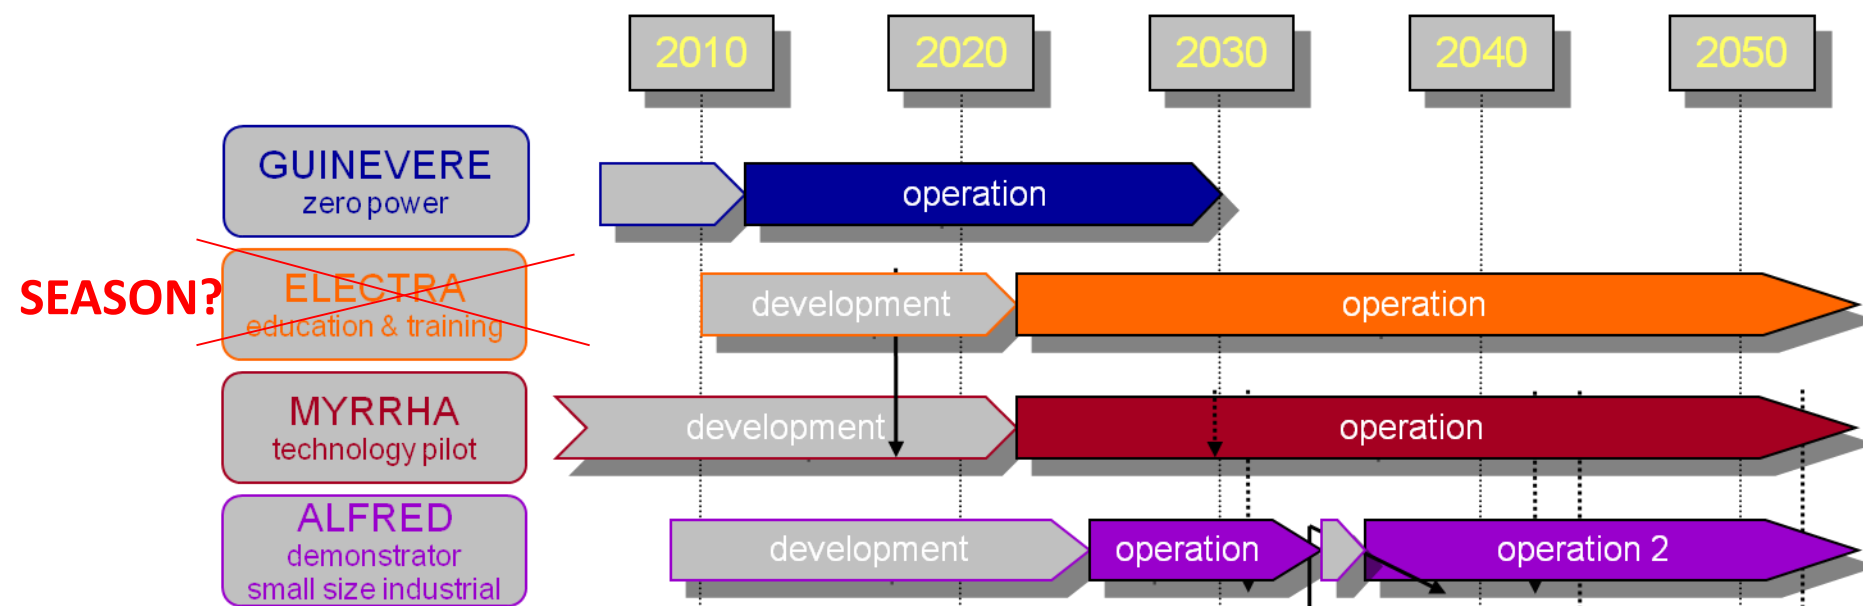 2010 2020 2030 2040 2050
GUINEVERE
zero power
operation
SEASON?
ELECTRA
education & training
development operation
MYRRHA
technology pilot
development operation
ALFRED
demonstrator
small size industrial
development operation operation 2